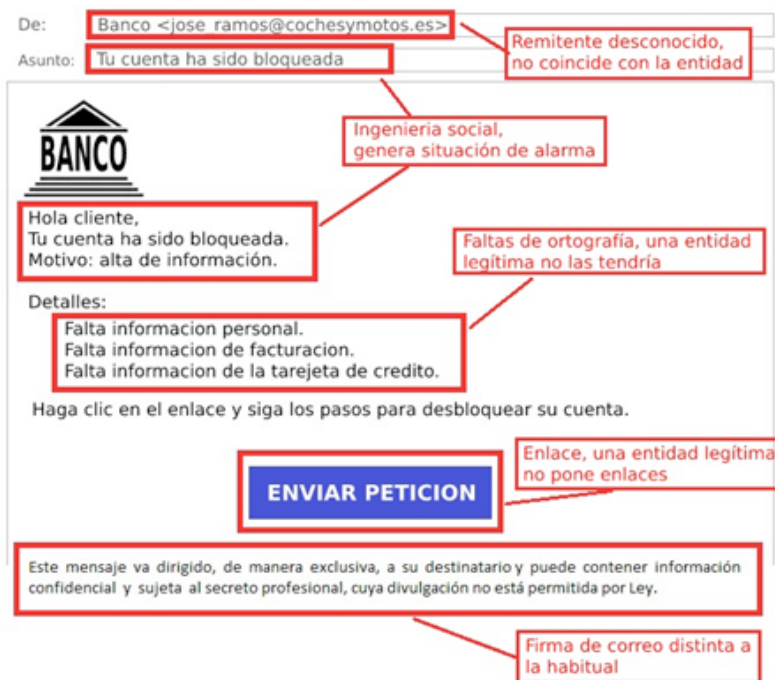 De: Banco <jose_ramos@cochesymotos.es>
Remitente desconocido,
no coincide con la entidad
Asunto: Tu cuenta ha sido bloqueada
Ingenieria social,
genera situación de alarma
BANCO
Hola cliente,
Tu cuenta ha sido bloqueada.
Motivo: alta de información.
Faltas de ortografía, una entidad
legítima no las tendría
Detalles:
Falta informacion personal.
Falta informacion de facturacion.
Falta informacion de la tarejeta de credito.
Haga clic en el enlace y siga los pasos para desbloquear su cuenta.
Enlace, una entidad legítima
no pone enlaces
ENVIAR PETICION
Este mensaje va dirigido, de manera exclusiva, a su destinatario y puede contener información
confidencial y sujeta al secreto profesional, cuya divulgación no está permitida por Ley.
Firma de correo distinta a
la habitual